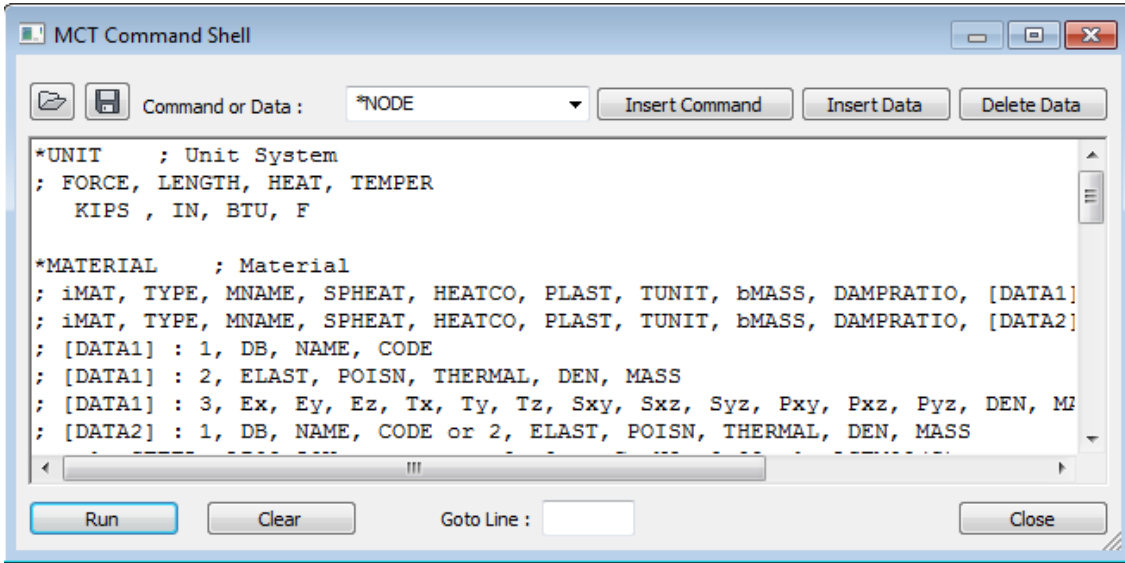 MCT Command Shell
Command or Data : *NODE Insert Command Insert Data Delete Data
*UNIT ; Unit System
; FORCE, LENGTH, HEAT, TEMPER
KIPS , IN, BTU, F
*MATERIAL ; Material
; iMAT, TYPE, MNAME, SPHEAT, HEATCO, PLAST, TUNIT, bMASS, DAMPRATIO, [DATA1]
; iMAT, TYPE, MNAME, SPHEAT, HEATCO, PLAST, TUNIT, bMASS, DAMPRATIO, [DATA2]
; [DATA1] : 1, DB, NAME, CODE
; [DATA1] : 2, ELAST, POISN, THERMAL, DEN, MASS
; [DATA1] : 3, Ex, Ey, Ez, Tx, Ty, Tz, Sxy, Sxz, Syz, Pxy, Pxz, Pyz, DEN,
; [DATA2] : 1, DB, NAME, CODE or 2, ELAST, POISN, THERMAL, DEN, MASS
Run Clear Goto Line : Close